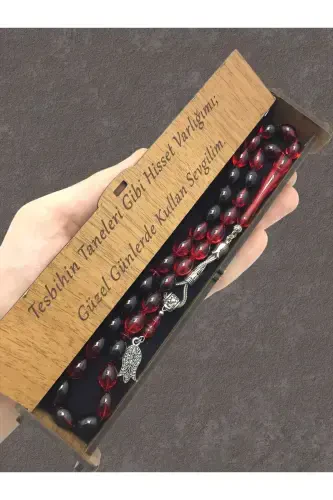 Tesbihin Taneleri Gibi Hisset Varlığımı;
Güzel Günlerde Kullan Sevgilim.